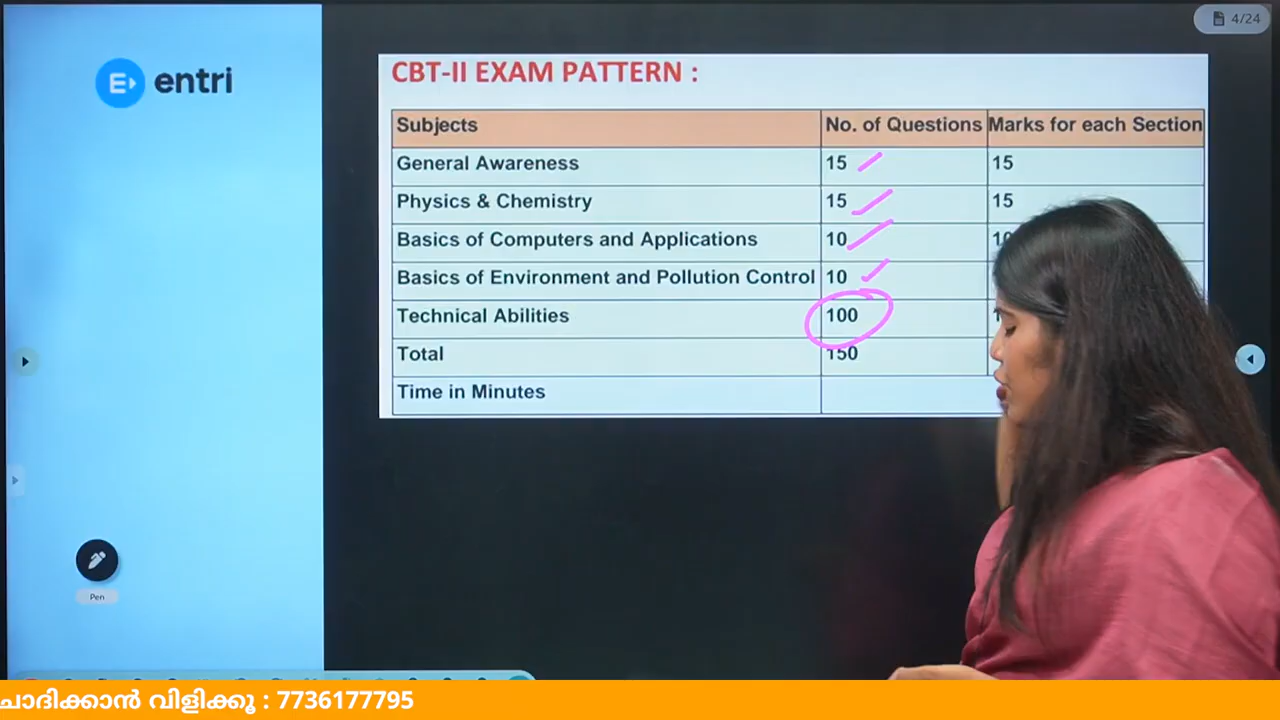 4/24
entri
CBT-II EXAM PATTERN :
Subjects No. of Questions Marks for each Section
General Awareness 15 15
Physics & Chemistry 15 15
Basics of Computers and Applications 10
Basics of Environment and Pollution Control 10
Technical Abilities 100
Total 150
Time in Minutes
Pen
ചാദിക്കാൻ വിളിക്കൂ : 7736177795